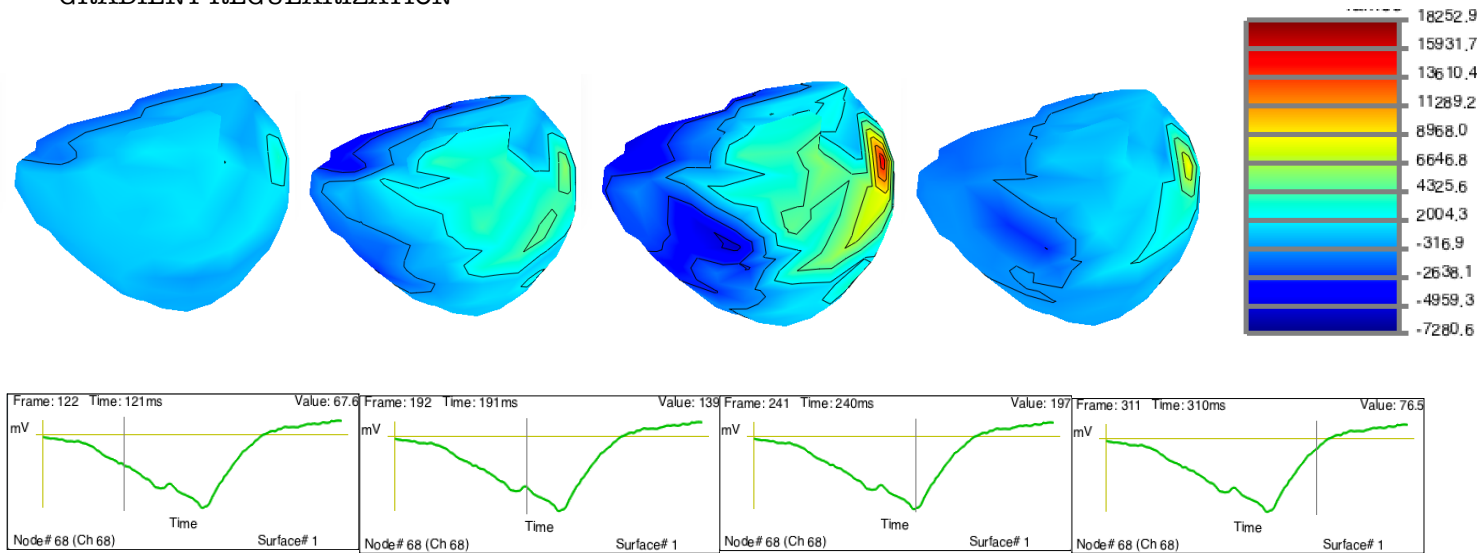 GRADIENT REGULARIZATION
18252.9
15931.7
13610.4
11289.2
8968.0
6646.8
4325.6
2004.3
-316.9
-2638.1
-4959.3
-7280.6
Frame: 122 Time: 121ms Value: 67.6
mV
Time
Node# 68 (Ch 68) Surface# 1
Frame: 192 Time: 191ms Value: 139
mV
Time
Node# 68 (Ch 68) Surface# 1
Frame: 241 Time: 240ms Value: 197
mV
Time
Node# 68 (Ch 68) Surface# 1
Frame: 311 Time: 310ms Value: 76.5
mV
Time
Node# 68 (Ch 68) Surface# 1